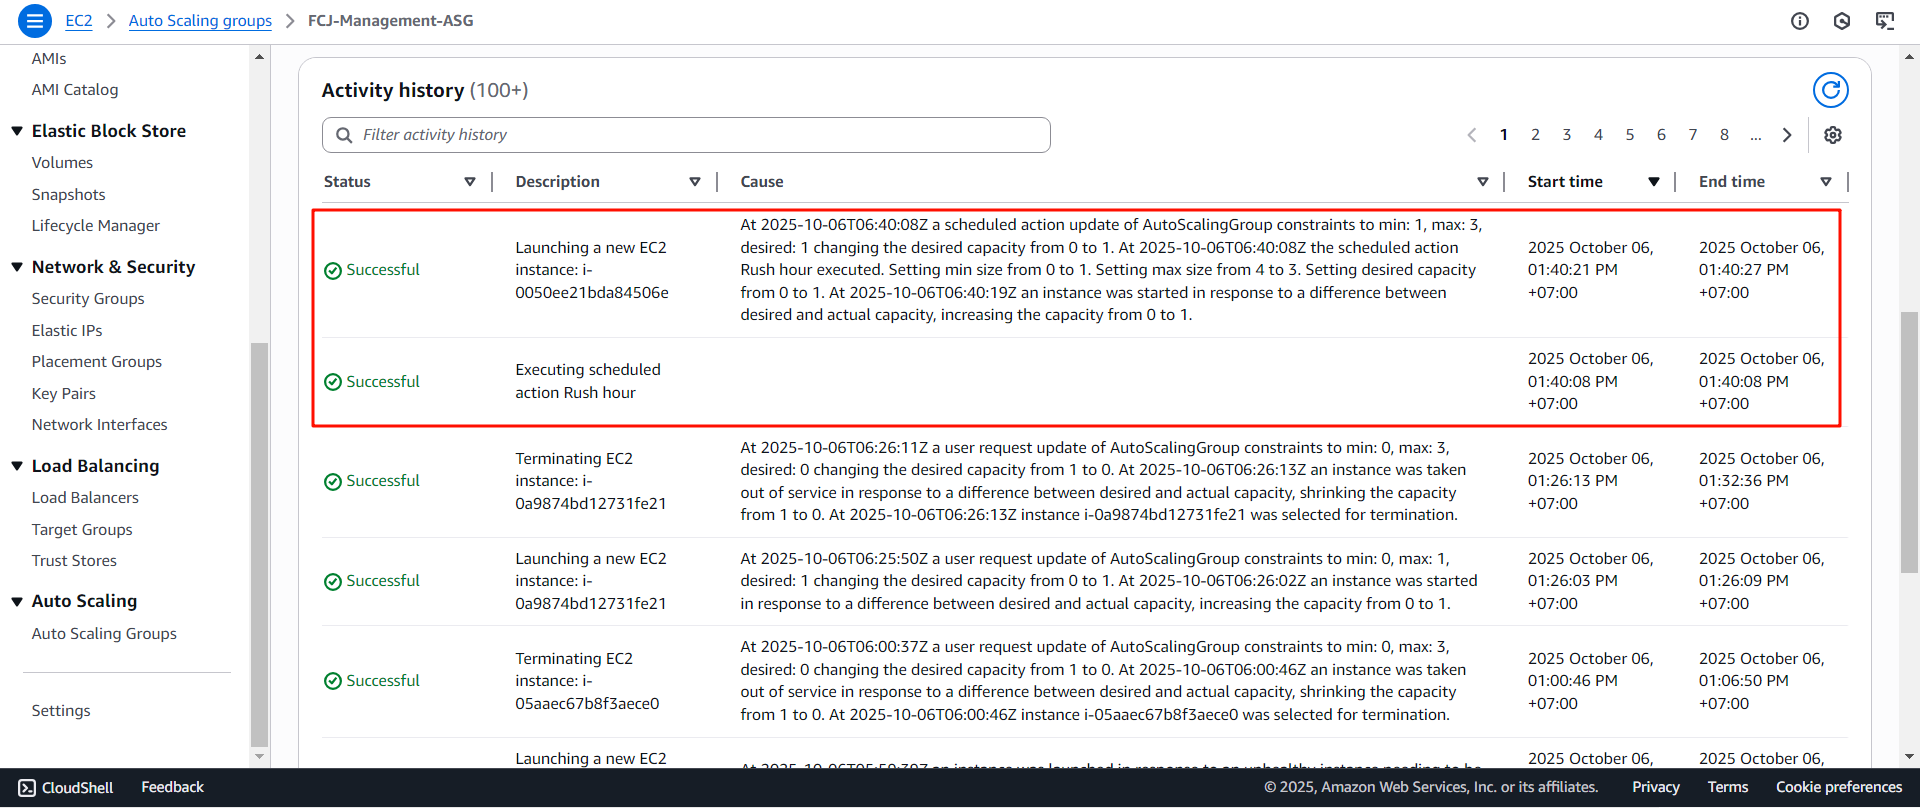 EC2 > Auto Scaling groups > FCJ-Management-ASG
AMIs
AMI Catalog
Elastic Block Store
Volumes
Snapshots
Lifecycle Manager
Network & Security
Security Groups
Elastic IPs
Placement Groups
Key Pairs
Network Interfaces
Load Balancing
Load Balancers
Target Groups
Trust Stores
Auto Scaling
Auto Scaling Groups
Settings
Activity history (100+)
Filter activity history
1 2 3 4 5 6 7 8 ...
Status Description Cause Start time End time
Successful
Launching a new EC2
instance: i-
0050ee21bda84506e
At 2025-10-06T06:40:08Z a scheduled action update of AutoScalingGroup constraints to min: 1, max: 3,
desired: 1 changing the desired capacity from 0 to 1. At 2025-10-06T06:40:08Z the scheduled action
Rush hour executed. Setting min size from 0 to 1. Setting max size from 4 to 3. Setting desired capacity
from 0 to 1. At 2025-10-06T06:40:19Z an instance was started in response to a difference between
desired and actual capacity, increasing the capacity from 0 to 1.
2025 October 06,
01:40:21 PM
+07:00
2025 October 06,
01:40:27 PM
+07:00
Successful
Executing scheduled
action Rush hour
2025 October 06,
01:40:08 PM
+07:00
2025 October 06,
01:40:08 PM
+07:00
Successful
Terminating EC2
instance: i-
0a9874bd12731fe21
At 2025-10-06T06:26:11Z a user request update of AutoScalingGroup constraints to min: 0, max: 3,
desired: 0 changing the desired capacity from 1 to 0. At 2025-10-06T06:26:13Z an instance was taken
out of service in response to a difference between desired and actual capacity, shrinking the capacity
from 1 to 0. At 2025-10-06T06:26:13Z instance i-0a9874bd12731fe21 was selected for termination.
2025 October 06,
01:26:13 PM
+07:00
2025 October 06,
01:32:36 PM
+07:00
Successful
Launching a new EC2
instance: i-
0a9874bd12731fe21
At 2025-10-06T06:25:50Z a user request update of AutoScalingGroup constraints to min: 0, max: 1,
desired: 1 changing the desired capacity from 0 to 1. At 2025-10-06T06:26:02Z an instance was started
in response to a difference between desired and actual capacity, increasing the capacity from 0 to 1.
2025 October 06,
01:26:03 PM
+07:00
2025 October 06,
01:26:09 PM
+07:00
Successful
Terminating EC2
instance: i-
05aaec67b8f3aece0
At 2025-10-06T06:00:37Z a user request update of AutoScalingGroup constraints to min: 0, max: 3,
desired: 0 changing the desired capacity from 1 to 0. At 2025-10-06T06:00:46Z an instance was taken
out of service in response to a difference between desired and actual capacity, shrinking the capacity
from 1 to 0. At 2025-10-06T06:00:46Z instance i-05aaec67b8f3aece0 was selected for termination.
2025 October 06,
01:00:46 PM
+07:00
2025 October 06,
01:06:50 PM
+07:00
Launching a new EC2
2025 October 06,
2025 October 06,
CloudShell Feedback
© 2025, Amazon Web Services, Inc. or its affiliates. Privacy Terms Cookie preferences